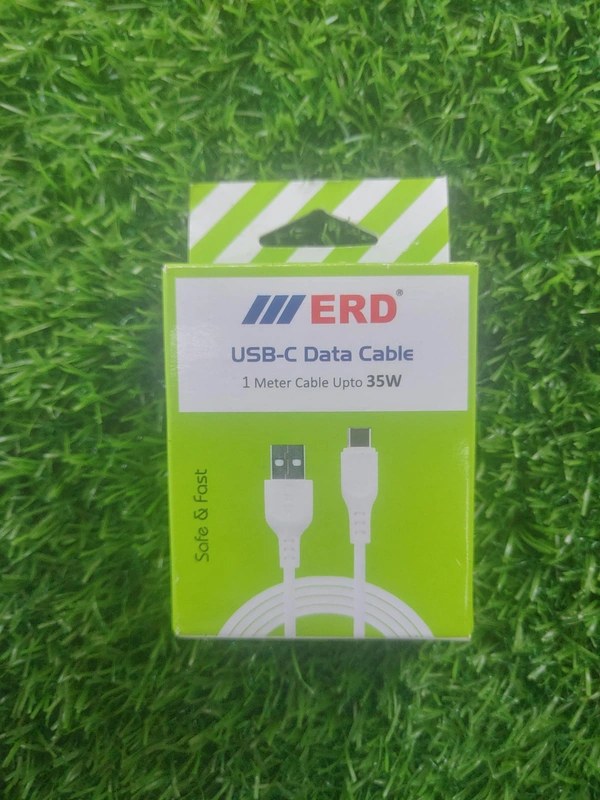 ERD®
USB-C Data Cable
1 Meter Cable Upto 35W
Safe & Fast